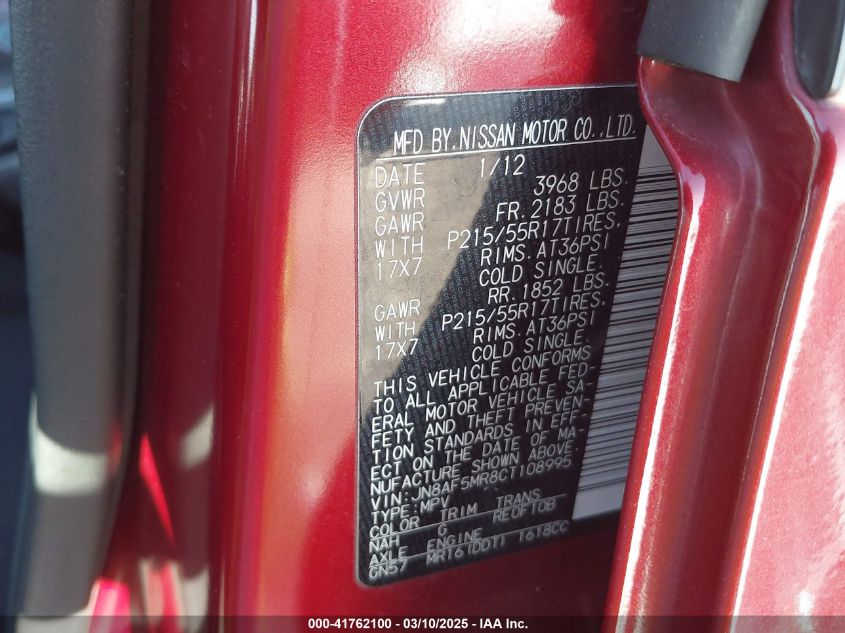 MFD BY.NISSAN MOTOR CO.,LTD.
DATE 1/12
GVWR 3968 LBS.
GAWR FR.2183 LBS.
WITH P215/55R17TIRES.
17X7 RIMS.AT36PSI
COLD SINGLE.
GAWR RR.1852 LBS.
WITH P215/55R17TIRES.
17X7 RIMS.AT36PSI
COLD SINGLE.
THIS VEHICLE CONFORMS
TO ALL APPLICABLE FED-
ERAL MOTOR VEHICLE SA-
FETY AND THEFT PREVEN-
TION STANDARDS IN EFF-
ECT ON THE DATE OF MA-
NUFACTURE SHOWN ABOVE.
VIN:JN8AF5MR8CT108995
TYPE:MPV
COLOR TRIM TRANS
NAH G RE0F10B
AXLE ENGINE
GN57 MR16(DDT) 1618CC
000-41762100 - 03/10/2025 - IAA Inc.